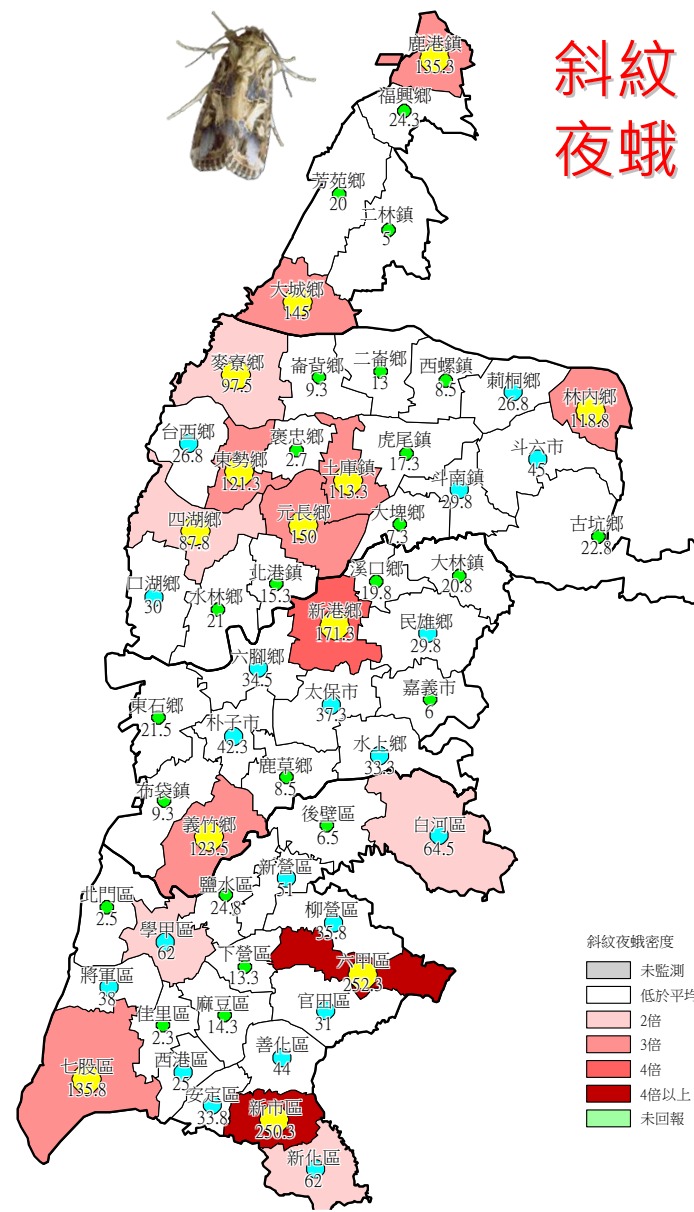 斜紋
夜蛾
鹿港鎮
135.3
福興鄉
24.3
芳苑鄉
20
二林鎮
5
大城鄉
145
麥寮鄉
97.5
崙背鄉
9.3
二崙鄉
13
西螺鎮
8.5
莿桐鄉
26.8
林內鄉
118.8
台西鄉
26.8
東勢鄉
121.3
褒忠鄉
2.7
土庫鎮
113.3
虎尾鎮
17.3
斗南鎮
29.8
斗六市
45
四湖鄉
87.8
元長鄉
150
大埤鄉
7.3
古坑鄉
22.8
口湖鄉
30
水林鄉
21
北港鎮
15.3
新港鄉
171.3
溪口鄉
19.8
大林鎮
20.8
民雄鄉
29.8
六腳鄉
34.5
東石鄉
21.5
朴子市
42.3
太保市
37.3
嘉義市
6
水上鄉
33.3
鹿草鄉
8.5
布袋鎮
9.3
義竹鄉
123.5
後壁區
6.5
白河區
64.5
新營區
51
鹽水區
24.8
柳營區
35.8
北門區
2.5
學甲區
62
下營區
13.3
六甲區
252.3
將軍區
38
佳里區
2.3
麻豆區
14.3
官田區
31
七股區
135.8
西港區
25
善化區
44
安定區
33.8
新市區
250.3
新化區
62
斜紋夜蛾密度
未監測
低於平均
2倍
3倍
4倍
4倍以上
未回報